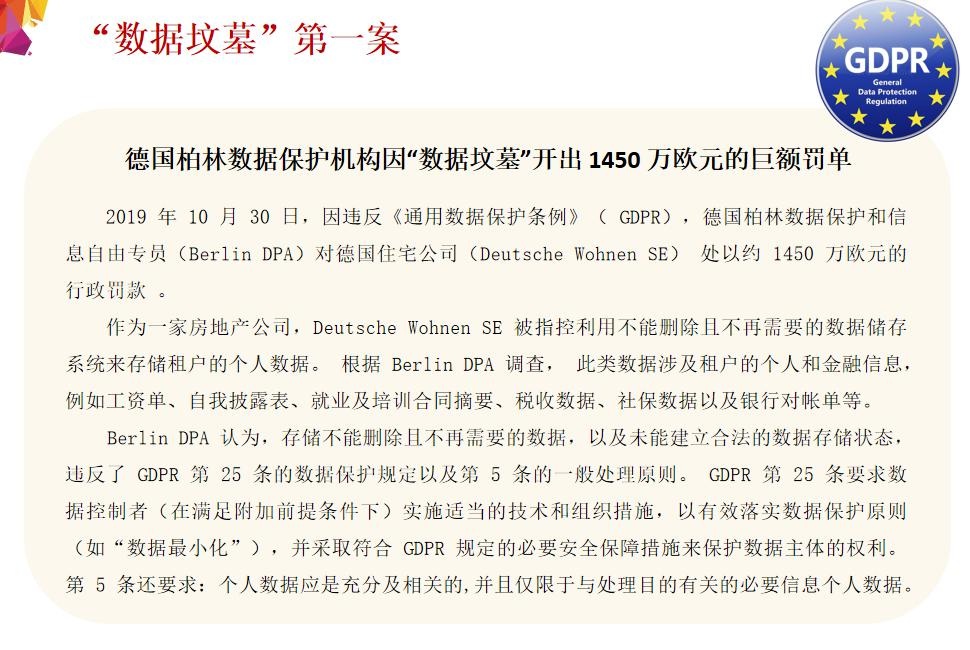 “数据坟墓”第一案
GDPR
General
Data Protection
Regulation
德国柏林数据保护机构因“数据坟墓”开出 1450 万欧元的巨额罚单
2019 年 10 月 30 日，因违反《通用数据保护条例》（ GDPR），德国柏林数据保护和信
息自由专员（Berlin DPA）对德国住宅公司（Deutsche Wohnen SE） 处以约 1450 万欧元的
行政罚款 。
作为一家房地产公司，Deutsche Wohnen SE 被指控利用不能删除且不再需要的数据储存
系统来存储租户的个人数据。 根据 Berlin DPA 调查， 此类数据涉及租户的个人和金融信息，
例如工资单、自我披露表、就业及培训合同摘要、税收数据、社保数据以及银行对帐单等。
Berlin DPA 认为，存储不能删除且不再需要的数据，以及未能建立合法的数据存储状态，
违反了 GDPR 第 25 条的数据保护规定以及第 5 条的一般处理原则。 GDPR 第 25 条要求数
据控制者（在满足附加前提条件下）实施适当的技术和组织措施，以有效落实数据保护原则
（如“数据最小化”），并采取符合 GDPR 规定的必要安全保障措施来保护数据主体的权利。
第 5 条还要求：个人数据应是充分及相关的,并且仅限于与处理目的有关的必要信息个人数据。